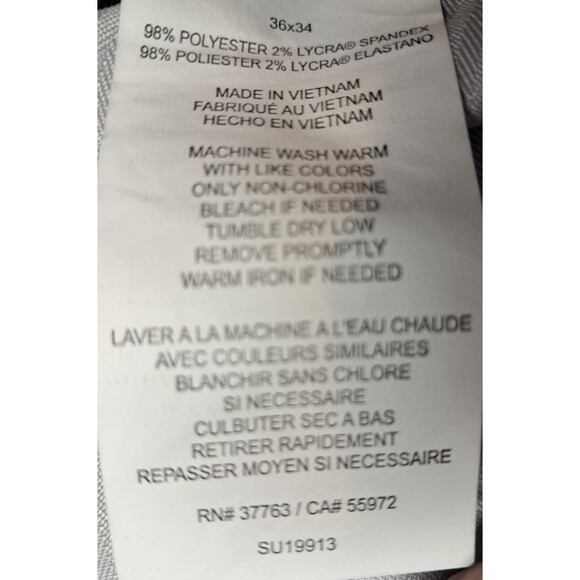 36x34
98% POLYESTER 2% LYCRA® SPANDEX
98% POLIESTER 2% LYCRA® ELASTANO
MADE IN VIETNAM
FABRIQUÉ AU VIETNAM
HECHO EN VIETNAM
MACHINE WASH WARM
WITH LIKE COLORS
ONLY NON-CHLORINE
BLEACH IF NEEDED
TUMBLE DRY LOW
REMOVE PROMPTLY
WARM IRON IF NEEDED
LAVER A LA MACHINE A L'EAU CHAUDE
AVEC COULEURS SIMILAIRES
BLANCHIR SANS CHLORE
SI NECESSAIRE
CULBUTER SEC A BAS
RETIRER RAPIDEMENT
REPASSER MOYEN SI NECESSAIRE
RN# 37763 / CA# 55972
SU19913